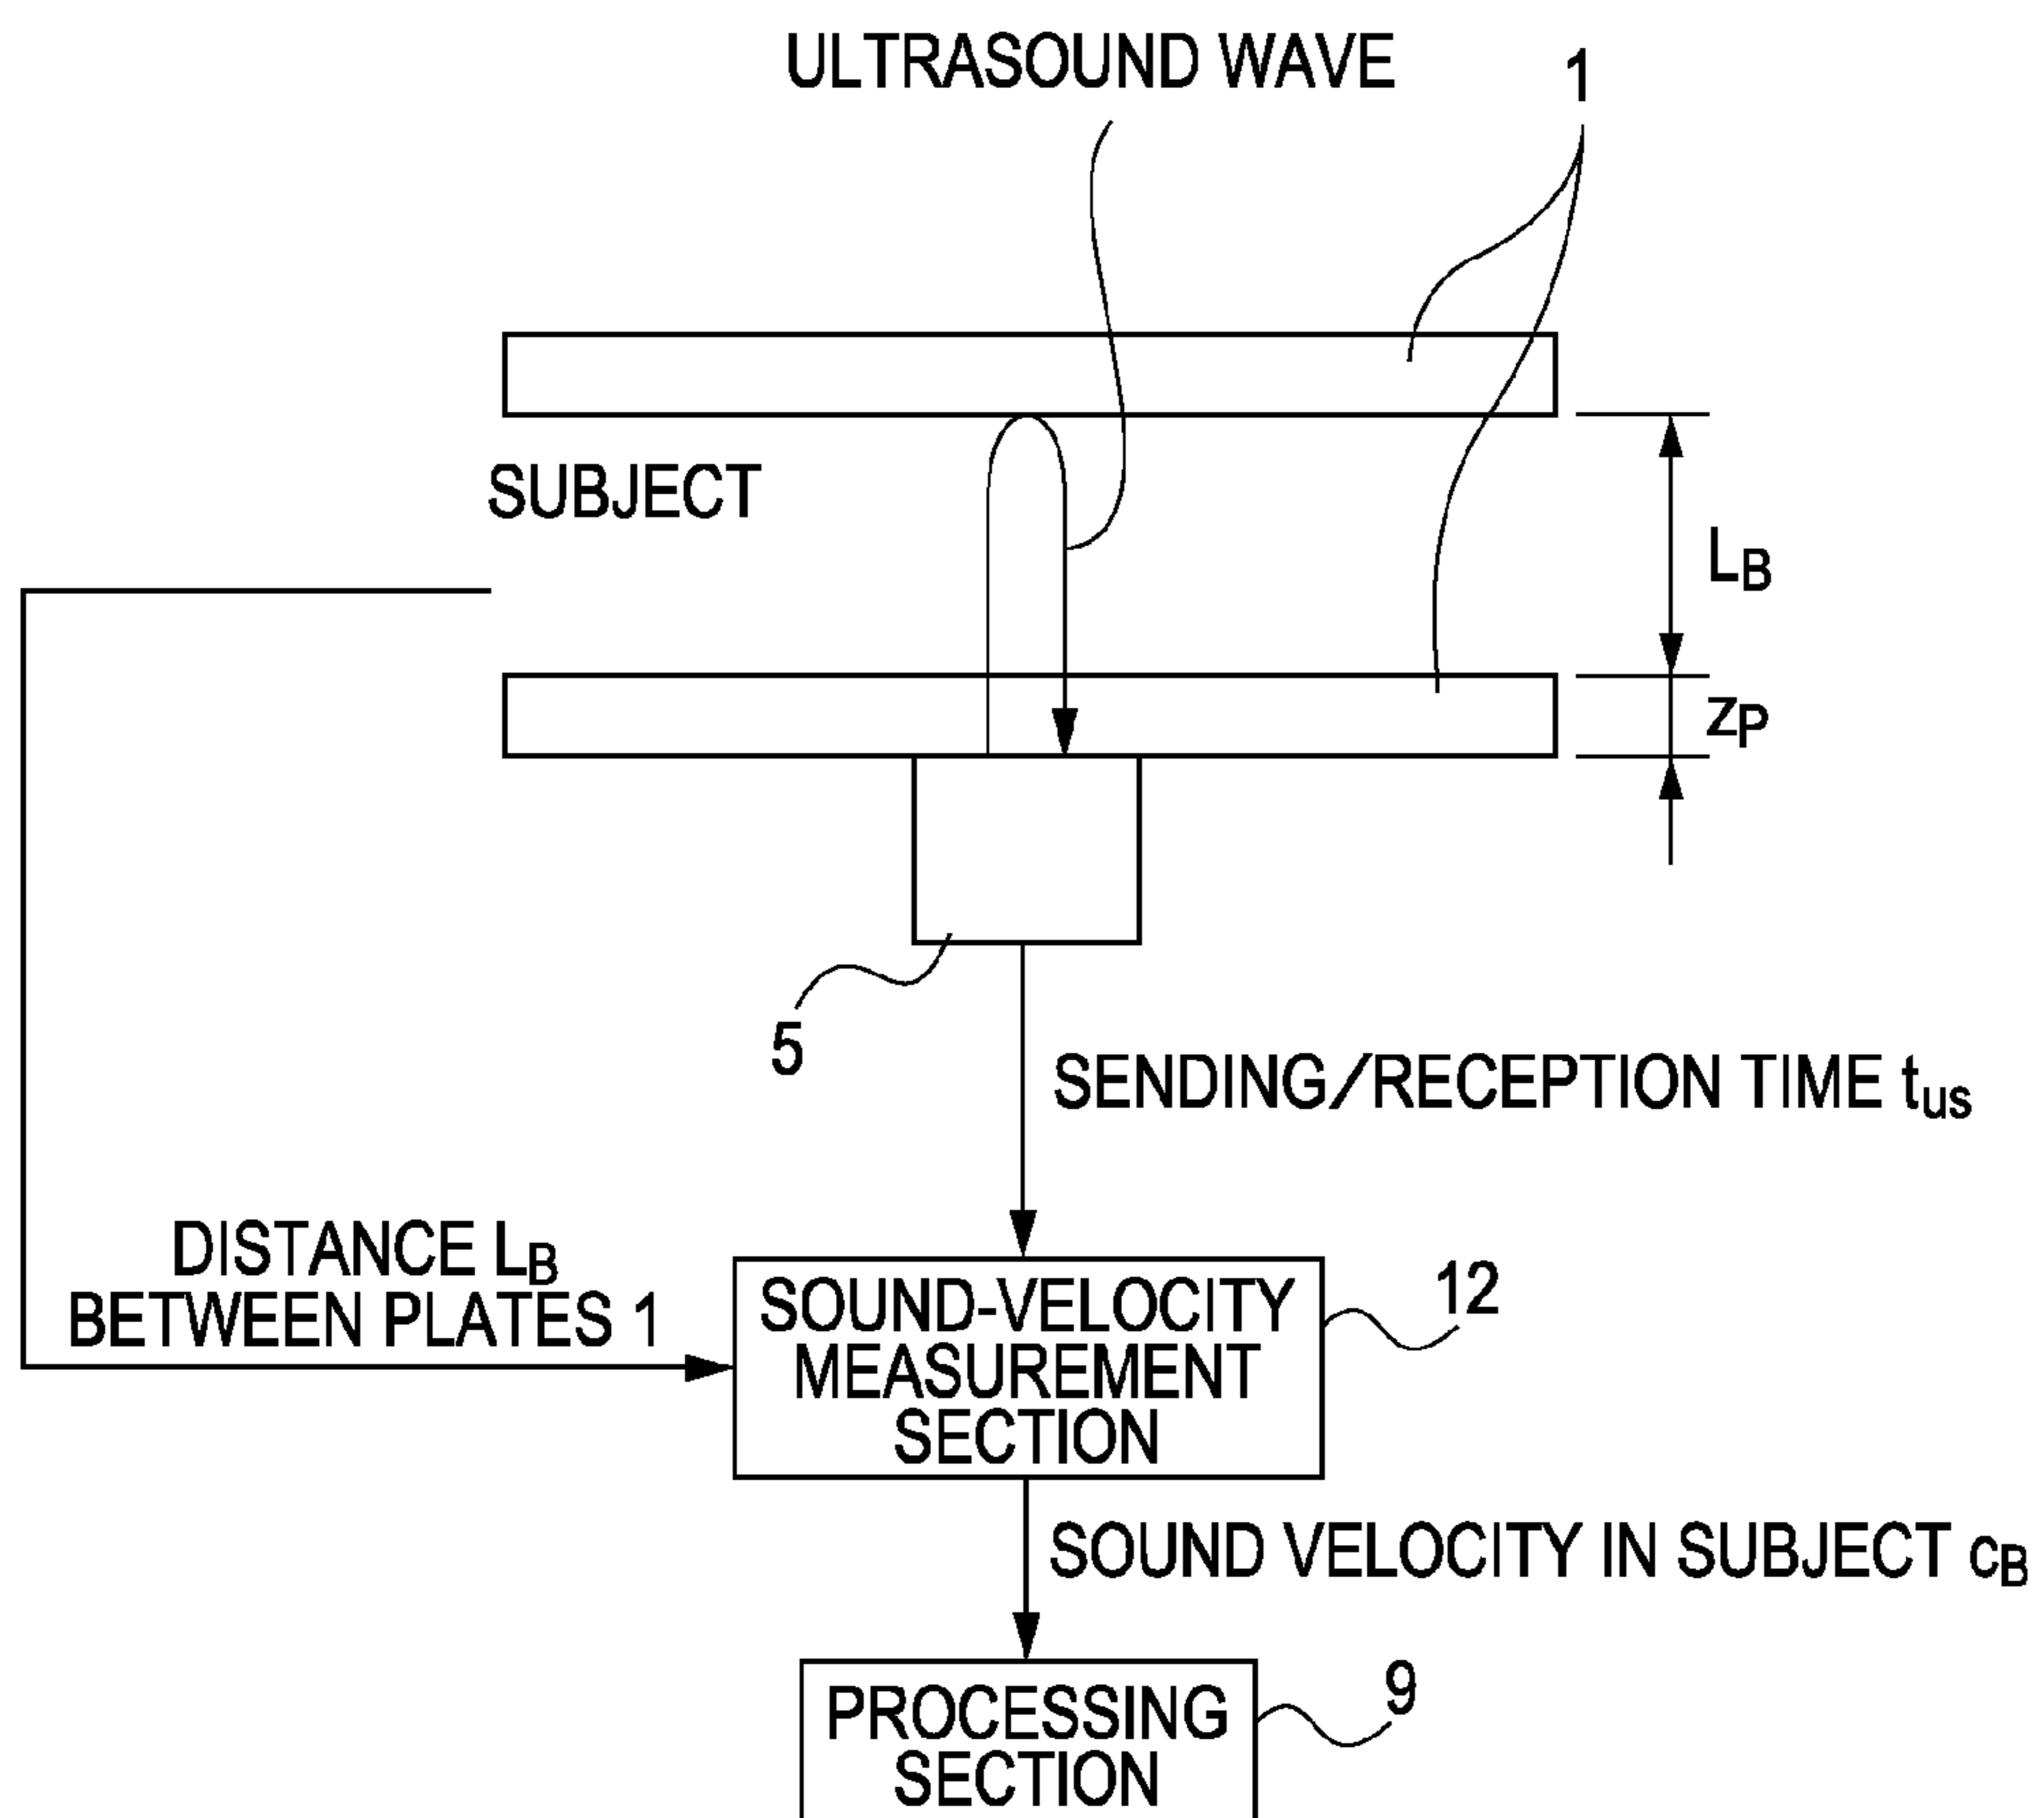 ULTRASOUND WAVE
1
SUBJECT
LB
zP
5
SENDING/RECEPTION TIME tus
DISTANCE LB
BETWEEN PLATES 1
SOUND-VELOCITY
MEASUREMENT
SECTION
12
SOUND VELOCITY IN SUBJECT cB
PROCESSING
SECTION
9